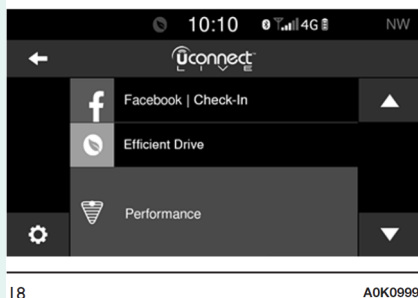 10:10 4G NW
Uconnect
LIVE
Facebook | Check-In
Efficient Drive
Performance
18 A0K0999